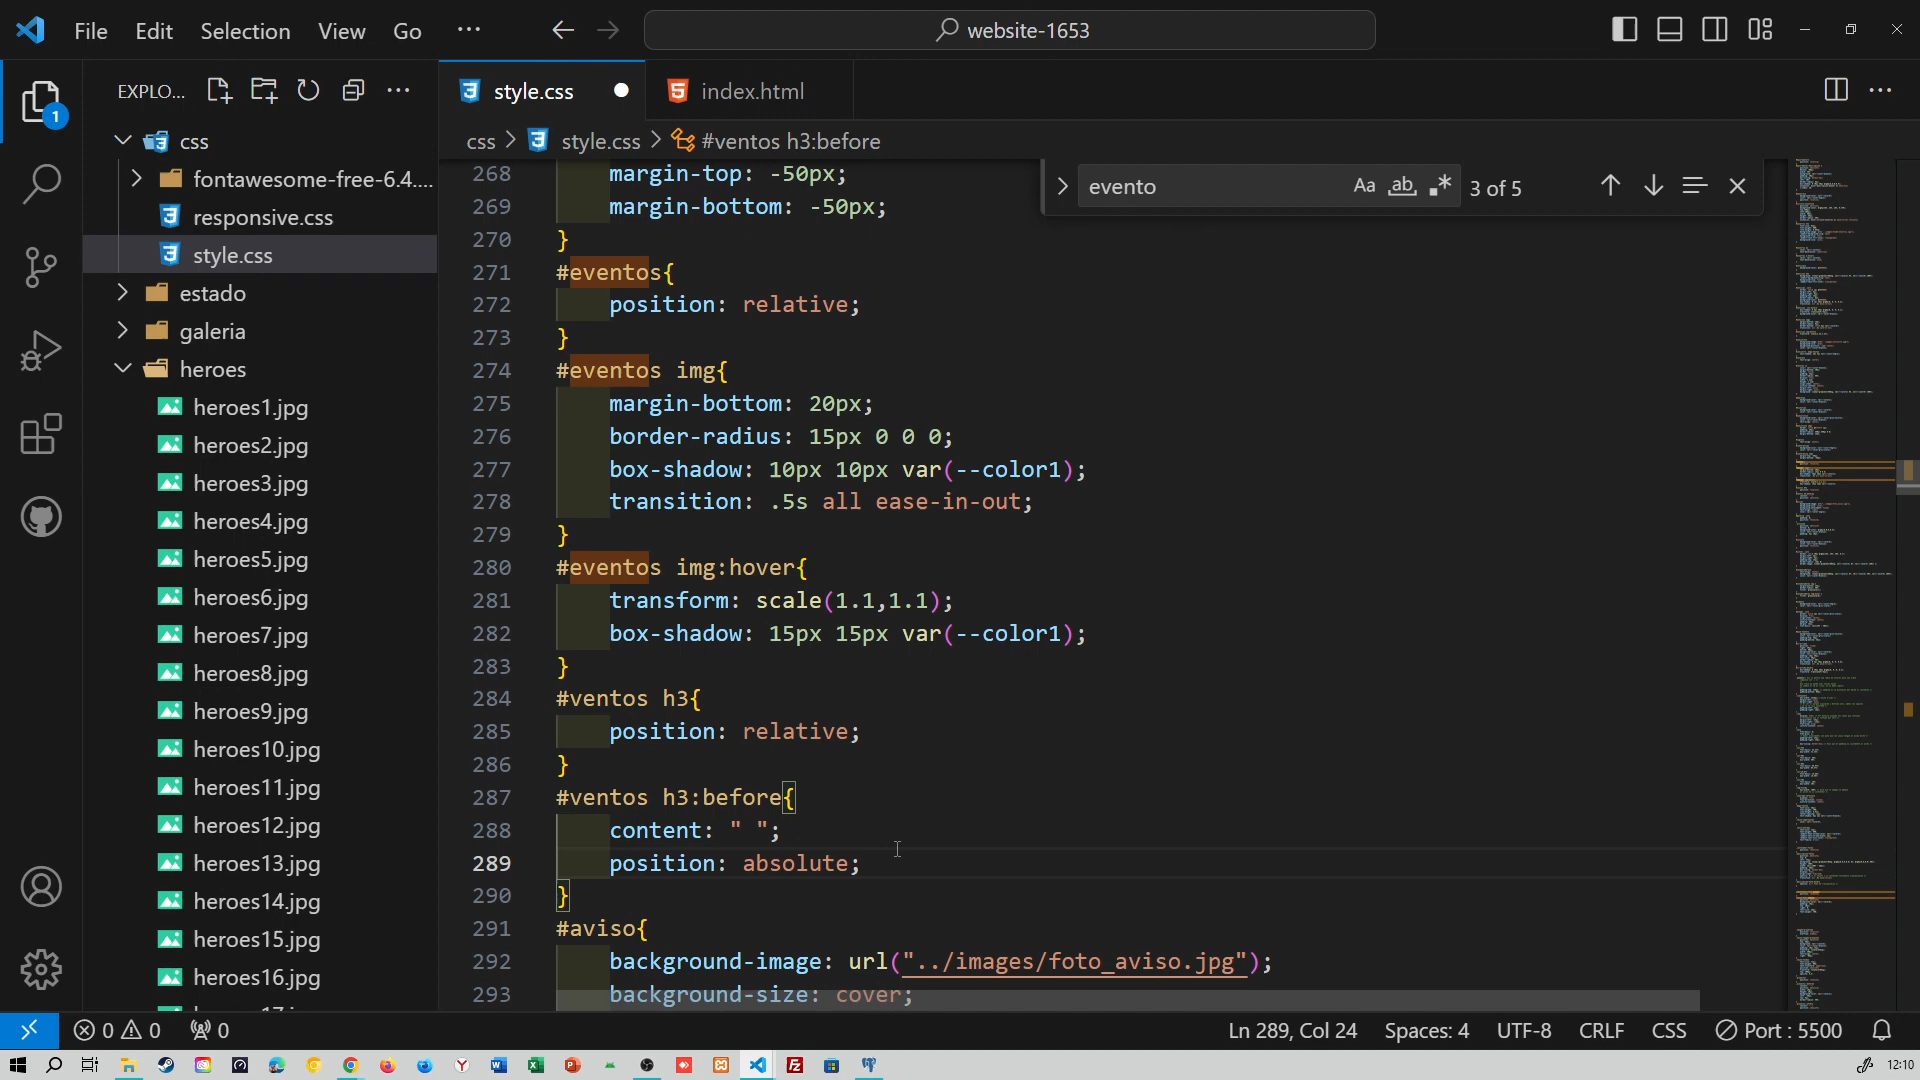 File Edit Selection View Go ···
website-1653
EXPLO...
style.css
index.html
css > style.css > #ventos h3:before
evento
Aa ab 3 of 5
css
fontawesome-free-6.4....
responsive.css
style.css
estado
galeria
heroes
heroes1.jpg
heroes2.jpg
heroes3.jpg
heroes4.jpg
heroes5.jpg
heroes6.jpg
heroes7.jpg
heroes8.jpg
heroes9.jpg
heroes10.jpg
heroes11.jpg
heroes12.jpg
heroes13.jpg
heroes14.jpg
heroes15.jpg
heroes16.jpg
1
268 margin-top: -50px;
269 margin-bottom: -50px;
270 }
271 #eventos{
272 position: relative;
273 }
274 #eventos img{
275 margin-bottom: 20px;
276 border-radius: 15px 0 0 0;
277 box-shadow: 10px 10px var(--color1);
278 transition: .5s all ease-in-out;
279 }
280 #eventos img:hover{
281 transform: scale(1.1,1.1);
282 box-shadow: 15px 15px var(--color1);
283 }
284 #ventos h3{
285 position: relative;
286 }
287 #ventos h3:before{
288 content: " ";
289 position: absolute;
290 }
291 #aviso{
292 background-image: url("../images/foto_aviso.jpg");
293 background-size: cover;
0 0 0
Ln 289, Col 24 Spaces: 4 UTF-8 CRLF CSS Port : 5500
12:10